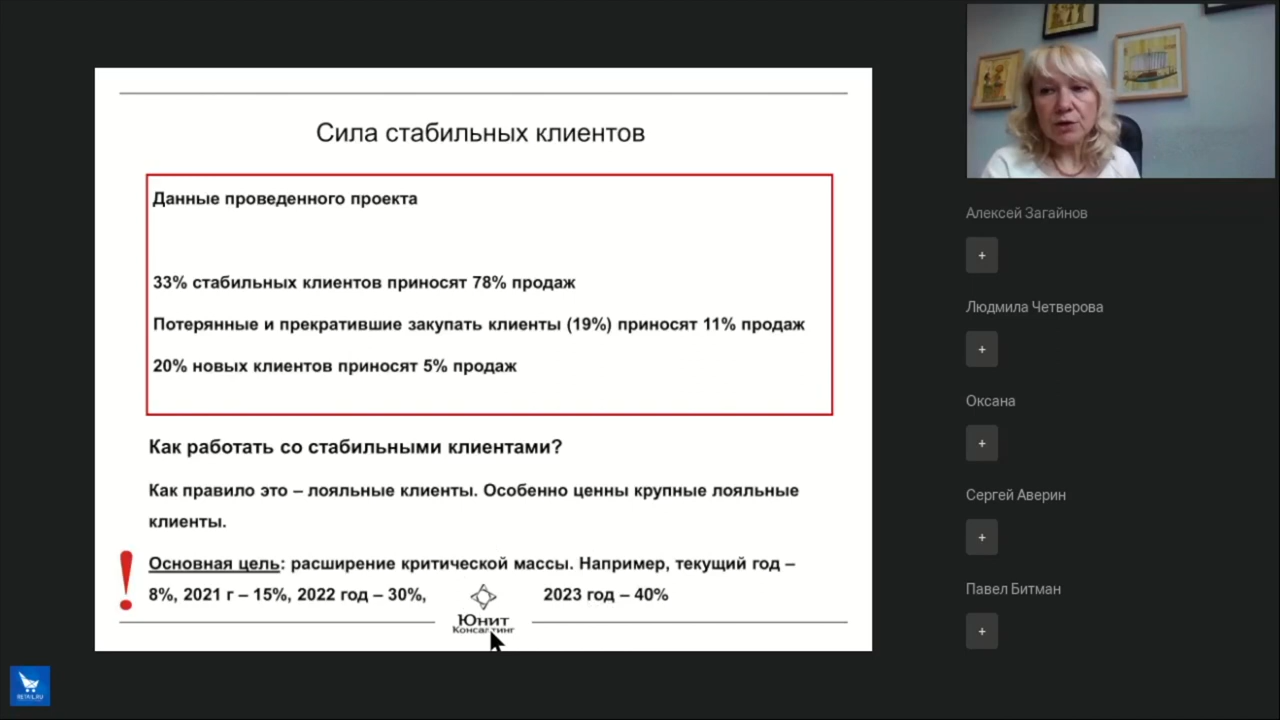 Сила стабильных клиентов
Данные проведенного проекта
33% стабильных клиентов приносят 78% продаж
Потерянные и прекратившие закупать клиенты (19%) приносят 11% продаж
20% новых клиентов приносят 5% продаж
Как работать со стабильными клиентами?
Как правило это – лояльные клиенты. Особенно ценны крупные лояльные
клиенты.
Основная цель: расширение критической массы. Например, текущий год –
8%, 2021 г – 15%, 2022 год – 30%, 2023 год – 40%
Юнит
Консалтинг
Алексей Загайнов
+
Людмила Четверова
+
Оксана
+
Сергей Аверин
+
Павел Битман
+
RETAIL.RU